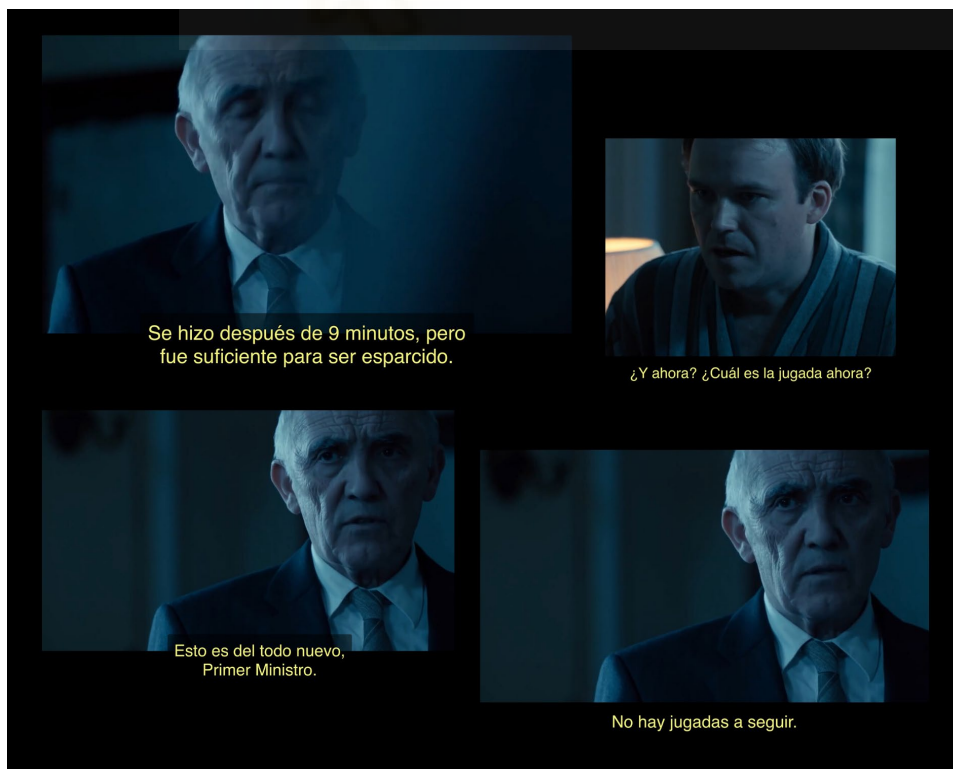 Se hizo después de 9 minutos, pero
fue suficiente para ser esparcido.
¿Y ahora? ¿Cuál es la jugada ahora?
Esto es del todo nuevo,
Primer Ministro.
No hay jugadas a seguir.